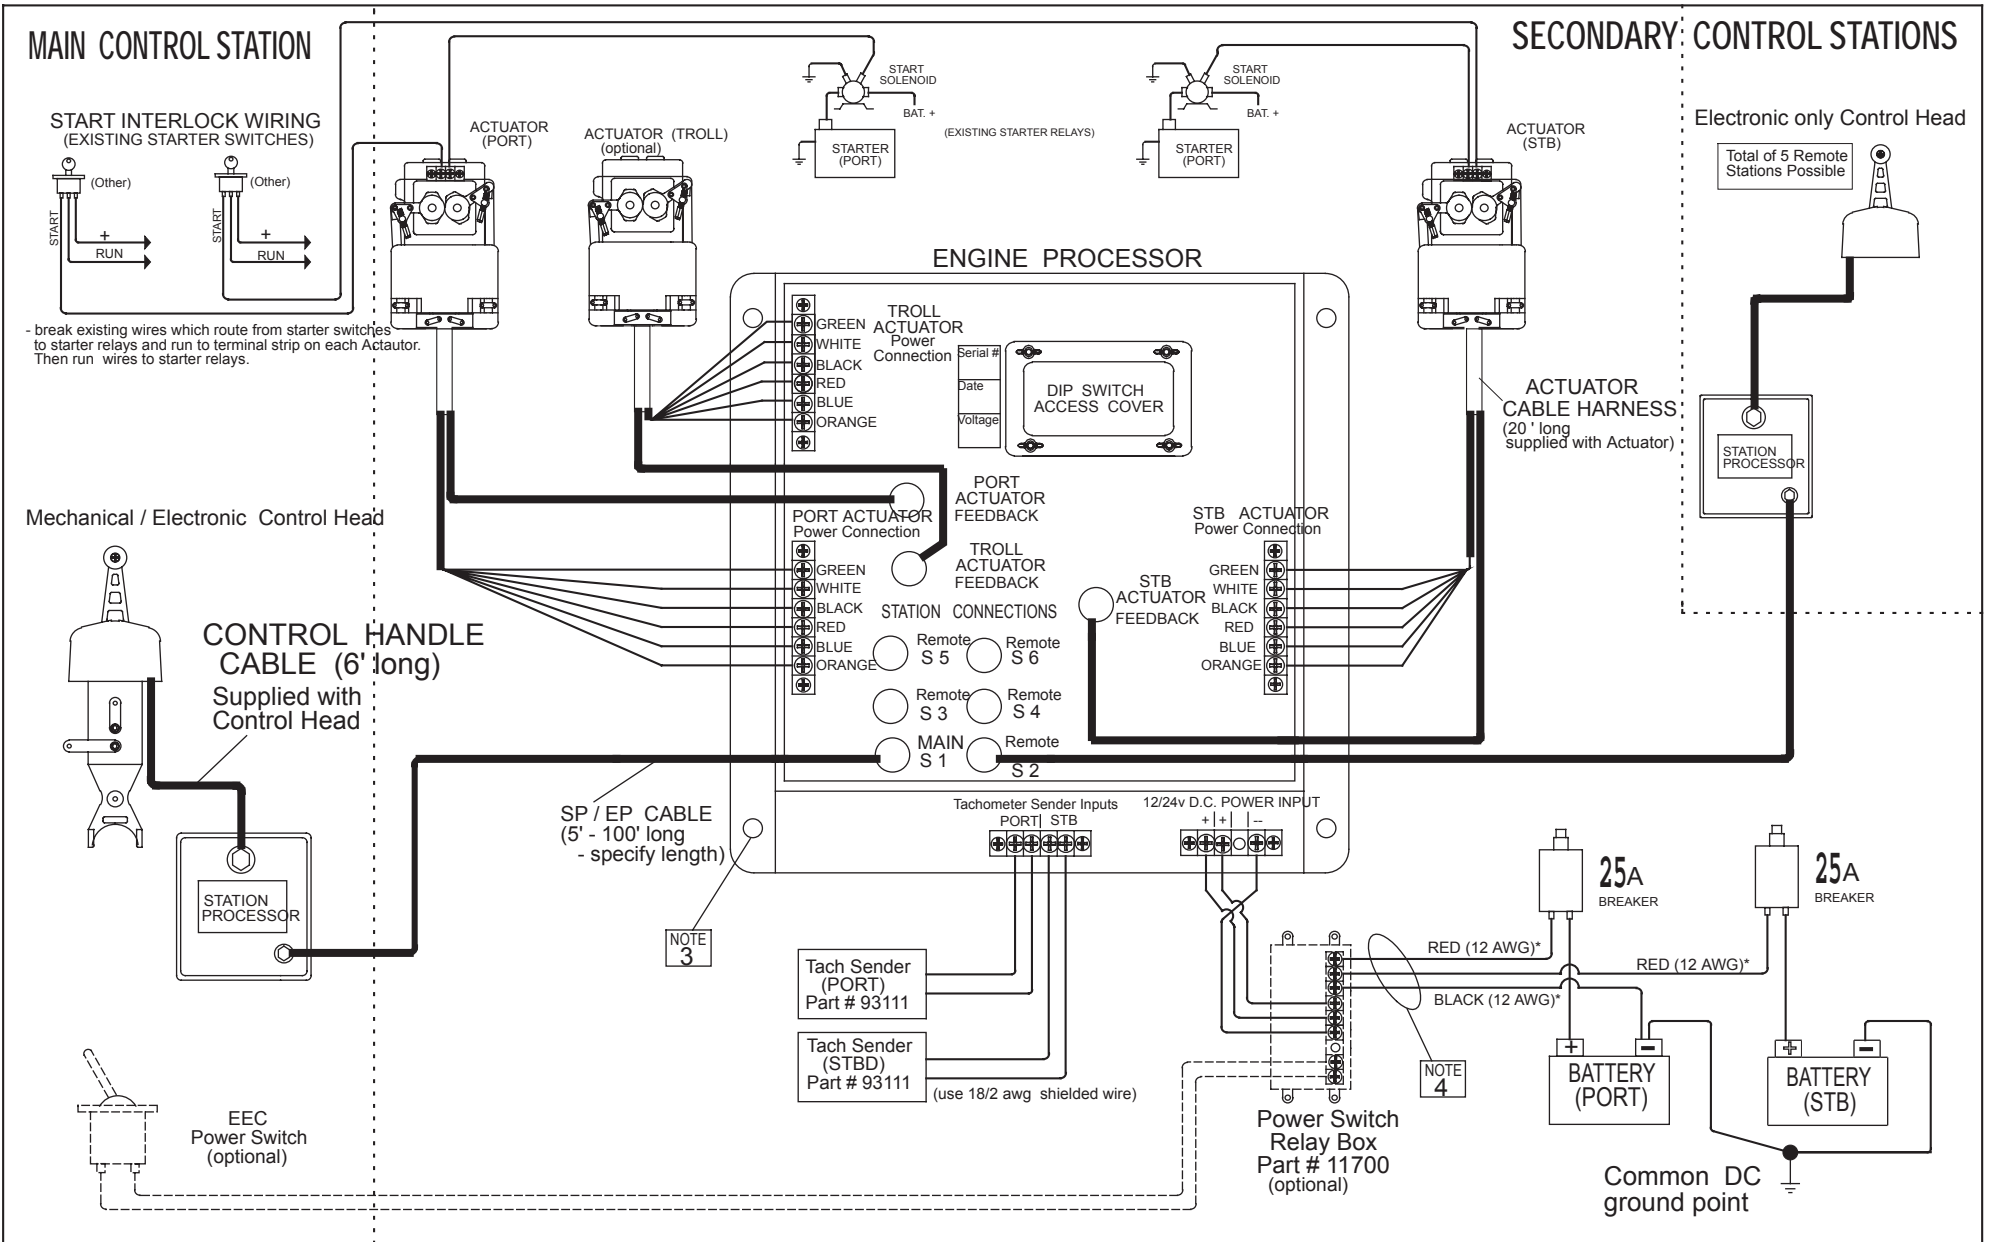 MAIN CONTROL STATION
SECONDARY CONTROL STATIONS
START INTERLOCK WIRING
(EXISTING STARTER SWITCHES)
(Other)
(Other)
START
START
+
RUN
+
RUN
- break existing wires which route from starter switches
to starter relays and run to terminal strip on each Actautor.
Then run wires to starter relays.
ACTUATOR
(PORT)
ACTUATOR (TROLL)
(optional)
START
SOLENOID
BAT. +
STARTER
(PORT)
(EXISTING STARTER RELAYS)
START
SOLENOID
BAT. +
STARTER
(PORT)
ACTUATOR
(STB)
Electronic only Control Head
Total of 5 Remote
Stations Possible
ENGINE PROCESSOR
GREEN
WHITE
BLACK
RED
BLUE
ORANGE
TROLL
ACTUATOR
Power
Connection
Serial #
Date
Voltage
DIP SWITCH
ACCESS COVER
ACTUATOR
CABLE HARNESS
(20 ' long
supplied with Actuator)
STATION
PROCESSOR
PORT
ACTUATOR
FEEDBACK
PORT ACTUATOR
Power Connection
GREEN
WHITE
BLACK
RED
BLUE
ORANGE
TROLL
ACTUATOR
FEEDBACK
STB ACTUATOR
Power Connection
GREEN
WHITE
BLACK
RED
BLUE
ORANGE
STB
ACTUATOR
FEEDBACK
STATION CONNECTIONS
Remote
S 5
Remote
S 6
Remote
S 3
Remote
S 4
MAIN
S 1
Remote
S 2
Mechanical / Electronic Control Head
CONTROL HANDLE
CABLE (6' long)
Supplied with
Control Head
STATION
PROCESSOR
SP / EP CABLE
(5' - 100' long
- specify length)
Tachometer Sender Inputs
PORT| STB
12/24v D.C. POWER INPUT
+|+| |--
NOTE
3
Tach Sender
(PORT)
Part # 93111
Tach Sender
(STBD)
Part # 93111
(use 18/2 awg shielded wire)
25A
BREAKER
25A
BREAKER
RED (12 AWG)*
RED (12 AWG)*
BLACK (12 AWG)*
NOTE
4
Power Switch
Relay Box
Part # 11700
(optional)
+ -
BATTERY
(PORT)
+ -
BATTERY
(STB)
Common DC
ground point
EEC
Power Switch
(optional)